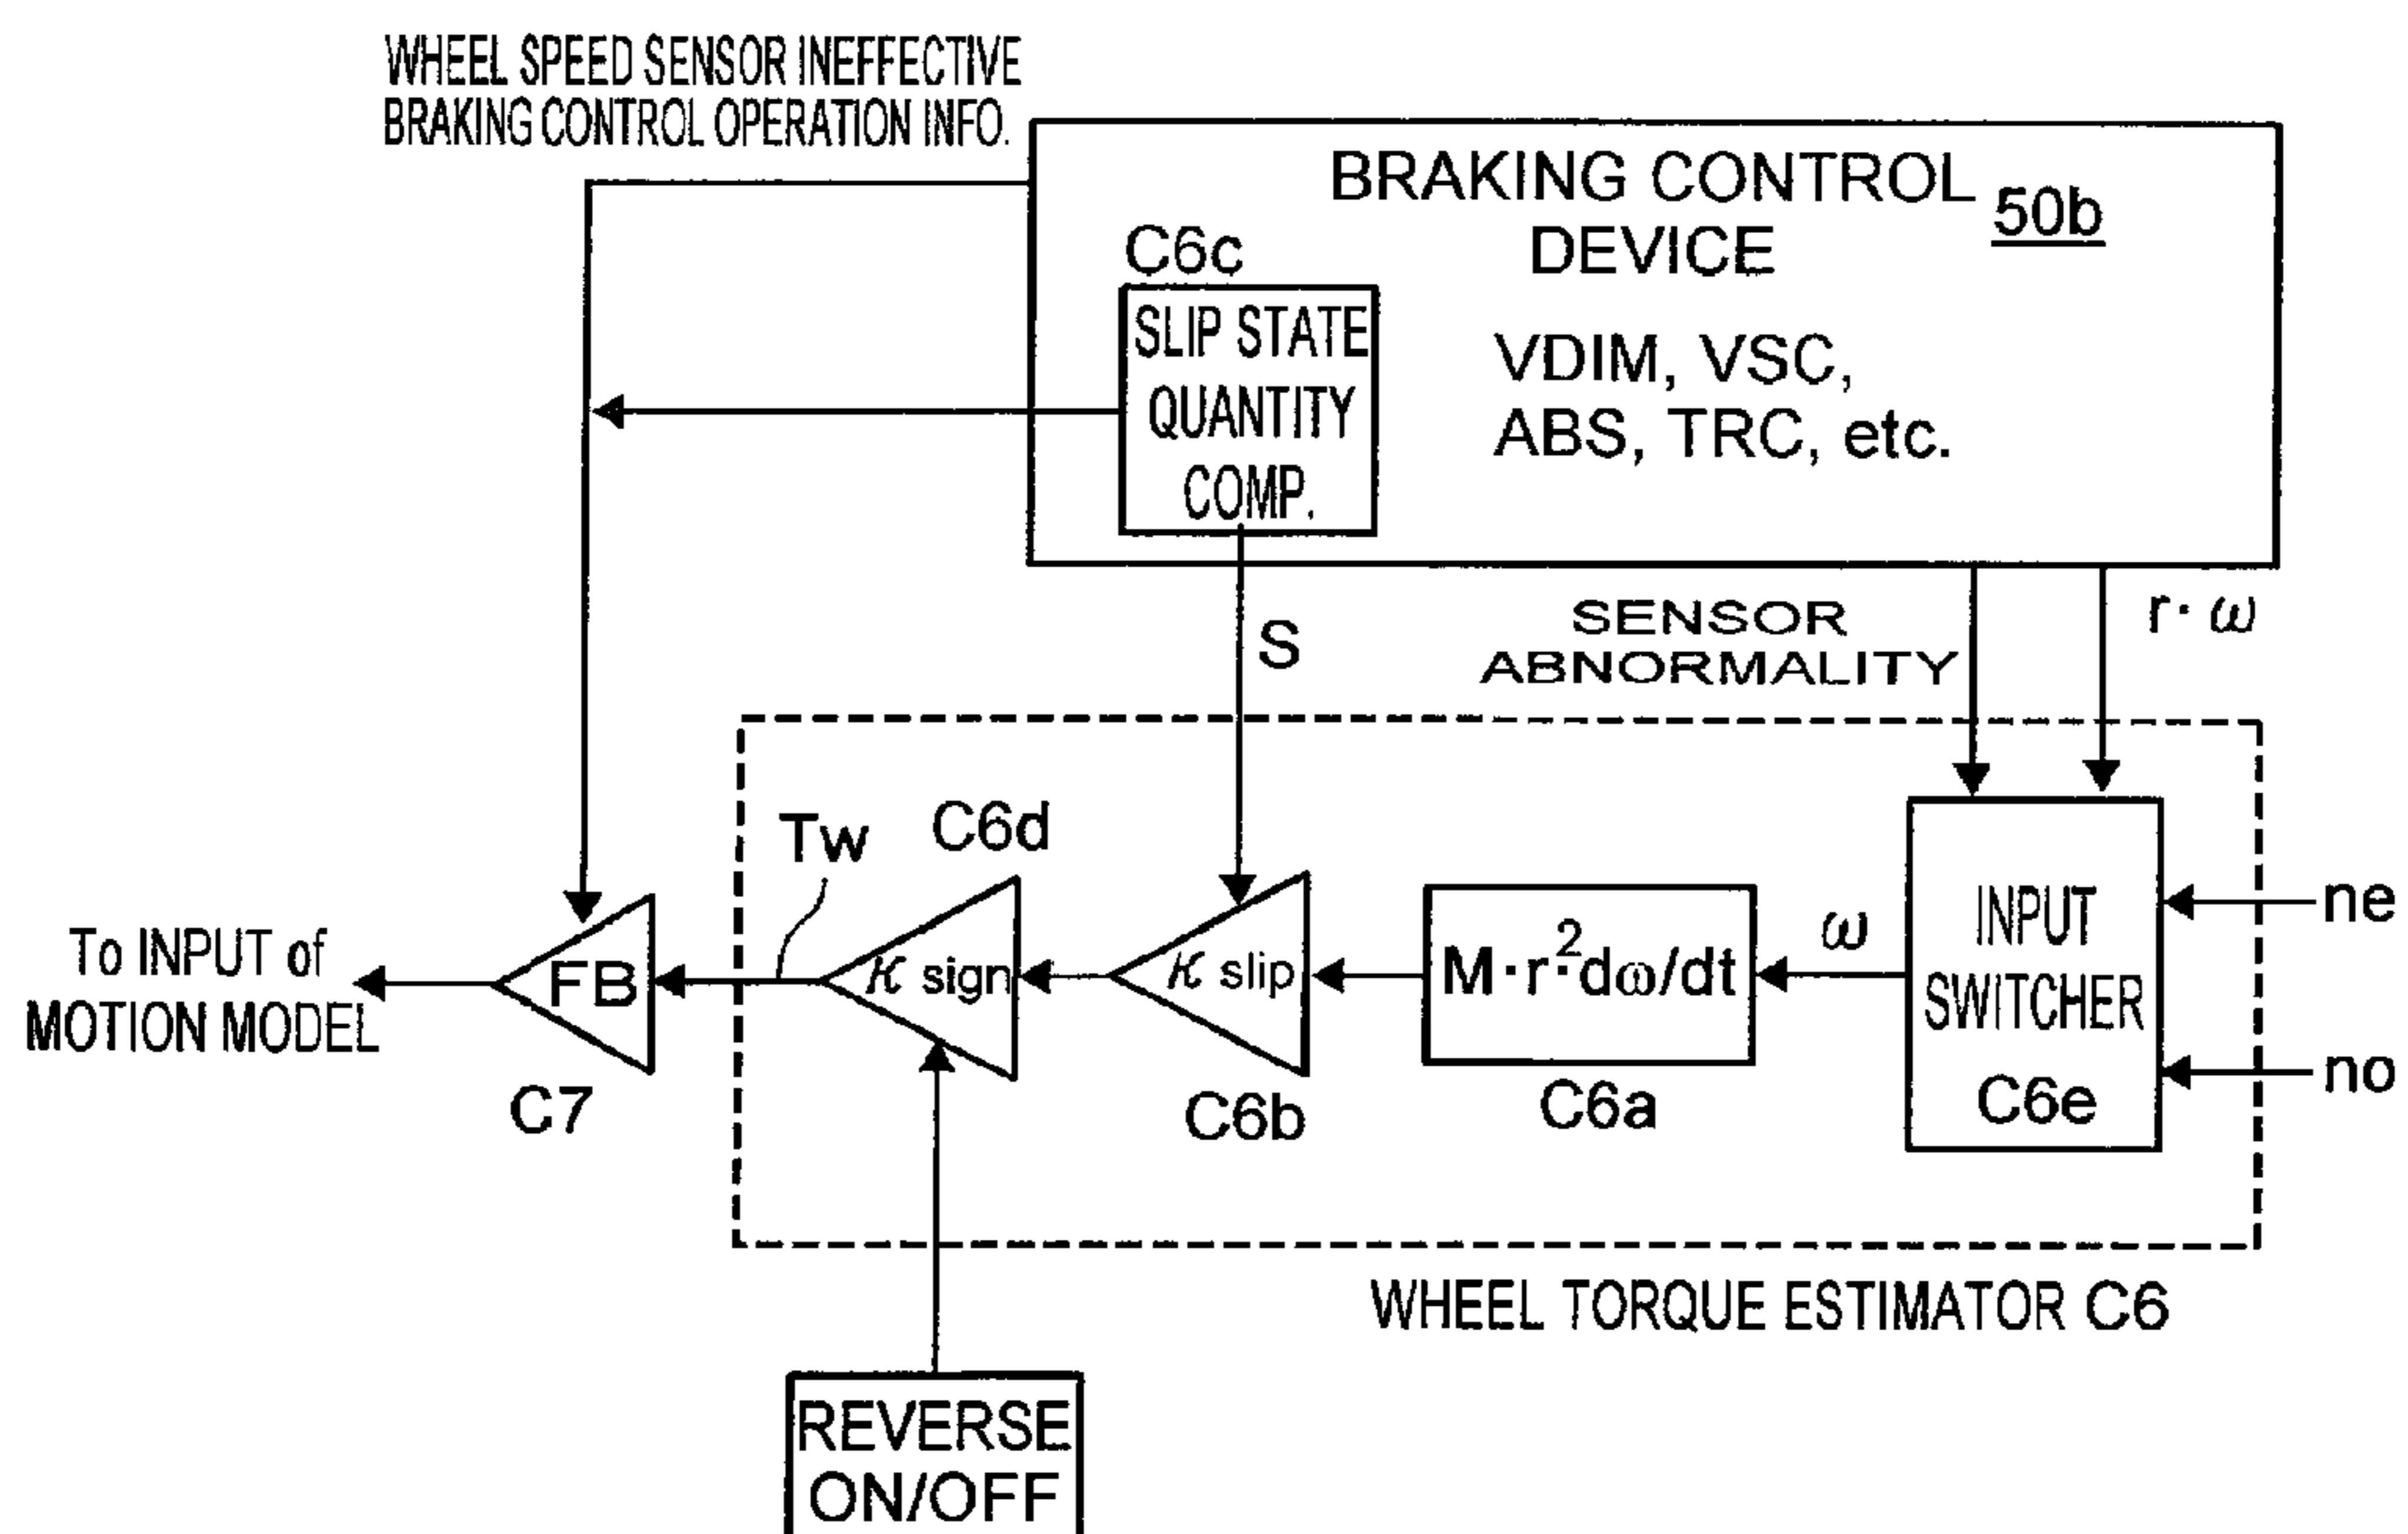 WHEEL SPEED SENSOR INEFFECTIVE
BRAKING CONTROL OPERATION INFO.
BRAKING CONTROL
DEVICE
50b
C6c
SLIP STATE
QUANTITY
COMP.
VDIM, VSC,
ABS, TRC, etc.
S
SENSOR
ABNORMALITY
r・ω
Tw
C6d
κ sign
κ slip
C6b
M・r²・dω/dt
C6a
ω
INPUT
SWITCHER
C6e
ne
no
To INPUT of
MOTION MODEL
FB
C7
WHEEL TORQUE ESTIMATOR C6
REVERSE
ON/OFF